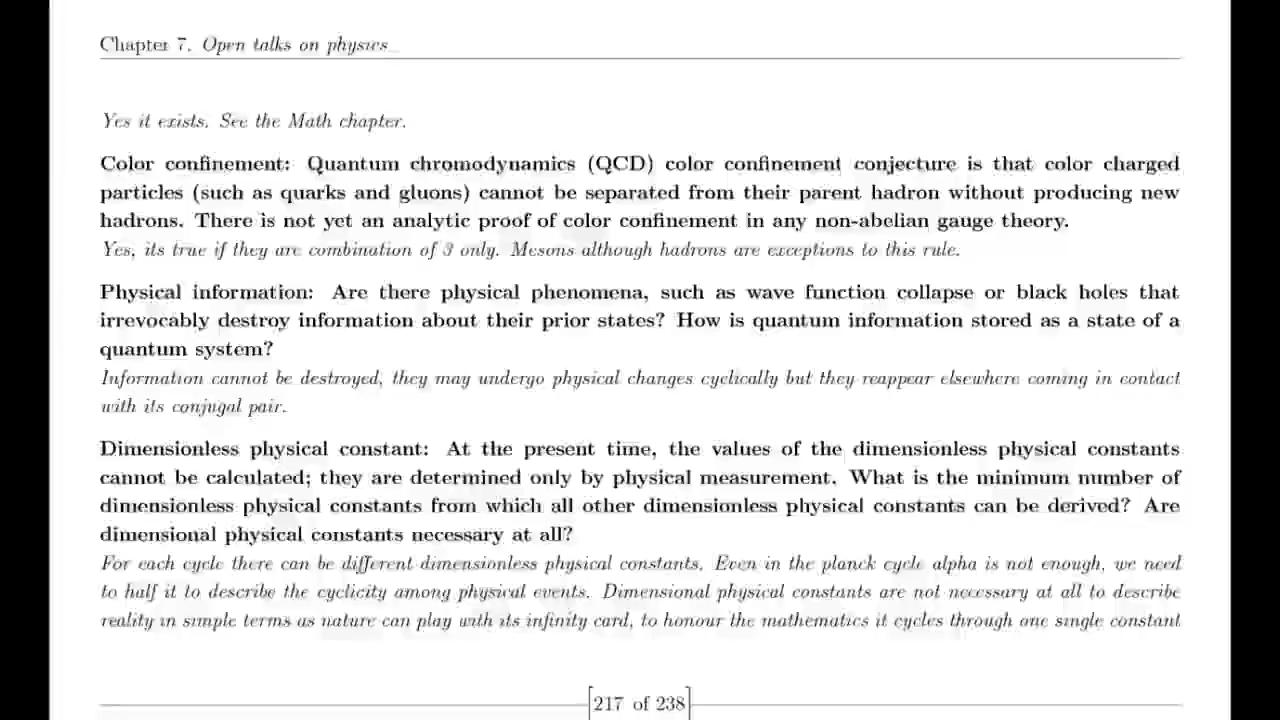 Chapter 7. Open talks on physics
Yes it exists. See the Math chapter.
Color confinement: Quantum chromodynamics (QCD) color confinement conjecture is that color charged
particles (such as quarks and gluons) cannot be separated from their parent hadron without producing new
hadrons. There is not yet an analytic proof of color confinement in any non-abelian gauge theory.
Yes, its true if they are combination of 3 only. Mesons although hadrons are exceptions to this rule.
Physical information: Are there physical phenomena, such as wave function collapse or black holes that
irrevocably destroy information about their prior states? How is quantum information stored as a state of a
quantum system?
Information cannot be destroyed, they may undergo physical changes cyclically but they reappear elsewhere coming in contact
with its conjugal pair.
Dimensionless physical constant: At the present time, the values of the dimensionless physical constants
cannot be calculated; they are determined only by physical measurement. What is the minimum number of
dimensionless physical constants from which all other dimensionless physical constants can be derived? Are
dimensional physical constants necessary at all?
For each cycle there can be different dimensionless physical constants. Even in the planck cycle alpha is not enough, we need
to half it to describe the cyclicity among physical events. Dimensional physical constants are not necessary at all to describe
reality in simple terms as nature can play with its infinity card, to honour the mathematics it cycles through one single constant
217 of 238